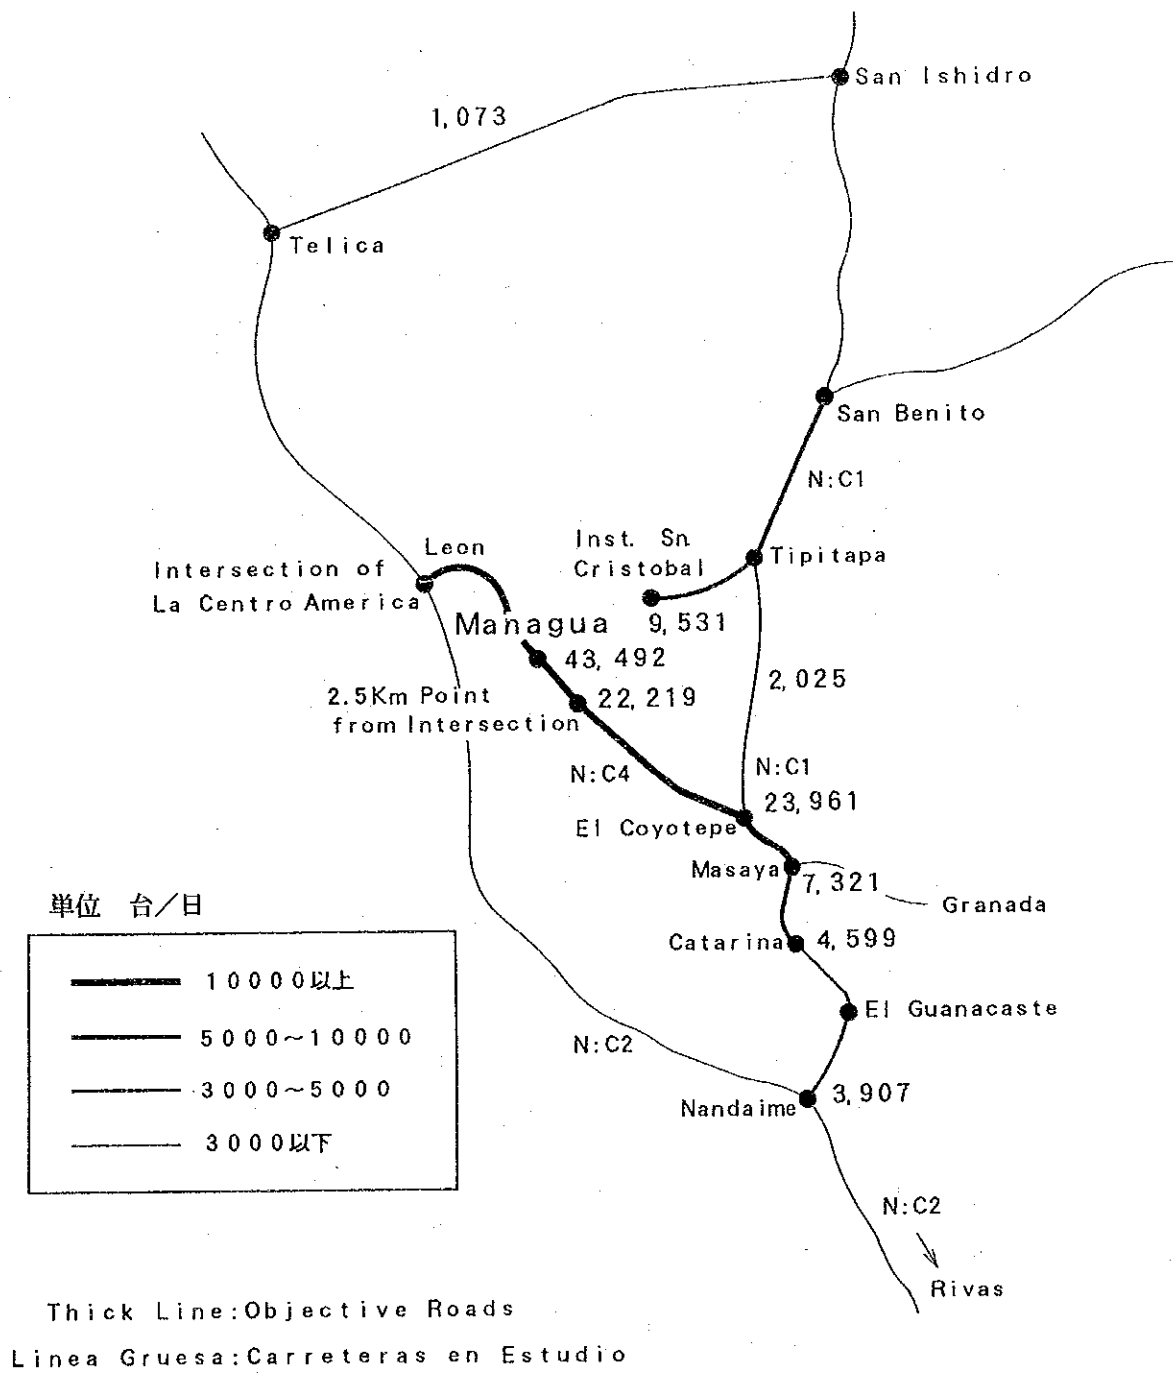 San Ishidro
1,073
Telica
San Benito
N:C1
Leon
Inst. Sn
Cristobal
Tipitapa
Intersection of
La Centro America
Managua
9,531
43,492
2,025
2.5Km Point
from Intersection
22,219
N:C4
N:C1
23,961
El Coyotepe
Masaya
7,321
Granada
Catarina
4,599
El Guanacaste
N:C2
Nandaime
3,907
N:C2
Rivas
単位 台/日
10000以上
5000~10000
3000~5000
3000以下
Thick Line:Objective Roads
Linea Gruesa:Carreteras en Estudio